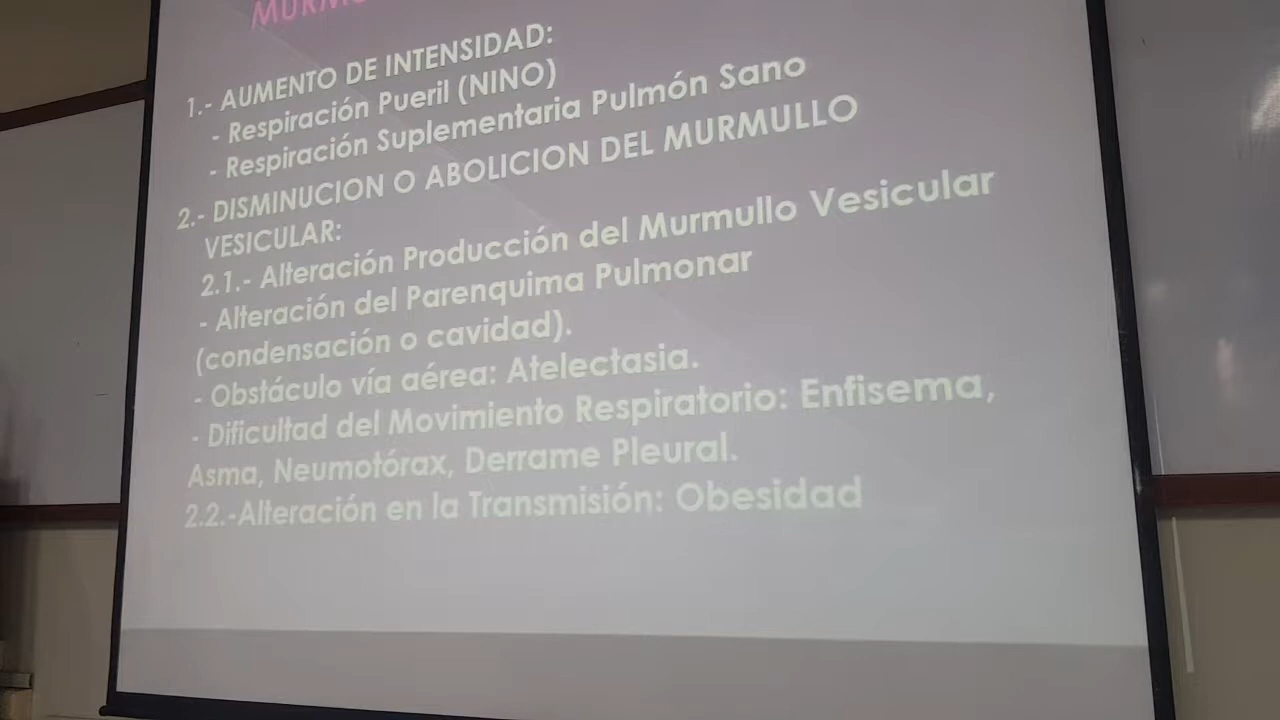 1.- AUMENTO DE INTENSIDAD:
- Respiración Pueril (NINO)
- Respiración Suplementaria Pulmón Sano
2.- DISMINUCION O ABOLICION DEL MURMULLO
VESICULAR:
2.1.- Alteración Producción del Murmullo Vesicular
- Alteración del Parenquima Pulmonar
(condensación o cavidad).
- Obstáculo vía aérea: Atelectasia.
- Dificultad del Movimiento Respiratorio: Enfisema,
Asma, Neumotórax, Derrame Pleural.
2.2.-Alteración en la Transmisión: Obesidad